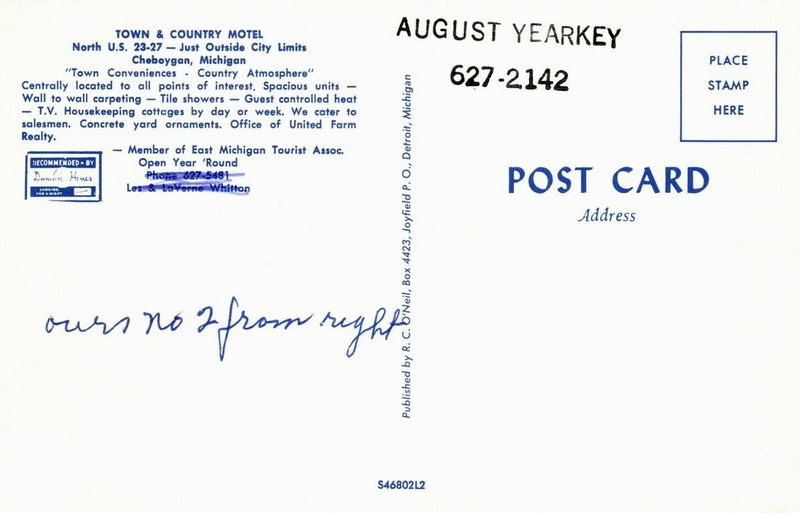 TOWN & COUNTRY MOTEL
North U.S. 23-27 — Just Outside City Limits
Cheboygan, Michigan
"Town Conveniences - Country Atmosphere"
Centrally located to all points of interest. Spacious units —
Wall to wall carpeting — Tile showers — Guest controlled heat
— T.V. Housekeeping cottages by day or week. We cater to
salesmen. Concrete yard ornaments. Office of United Farm
Realty.
— Member of East Michigan Tourist Assoc.
Open Year 'Round
Phone 627-5481
Les & LaVerne Whitton
RECOMMENDED - BY
Duncan Hines
ours no 2 from right
Published by R. C. O'Neil, Box 4423, Joyfield P. O., Detroit, Michigan
S46802L2
AUGUST YEARKEY
627-2142
PLACE
STAMP
HERE
POST CARD
Address